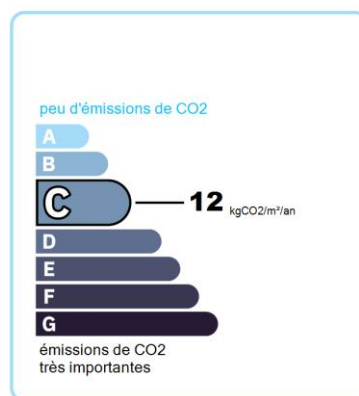 peu d'émissions de CO2
A
B
C 12 kgCO2/m²/an
D
E
F
G
émissions de CO2
très importantes